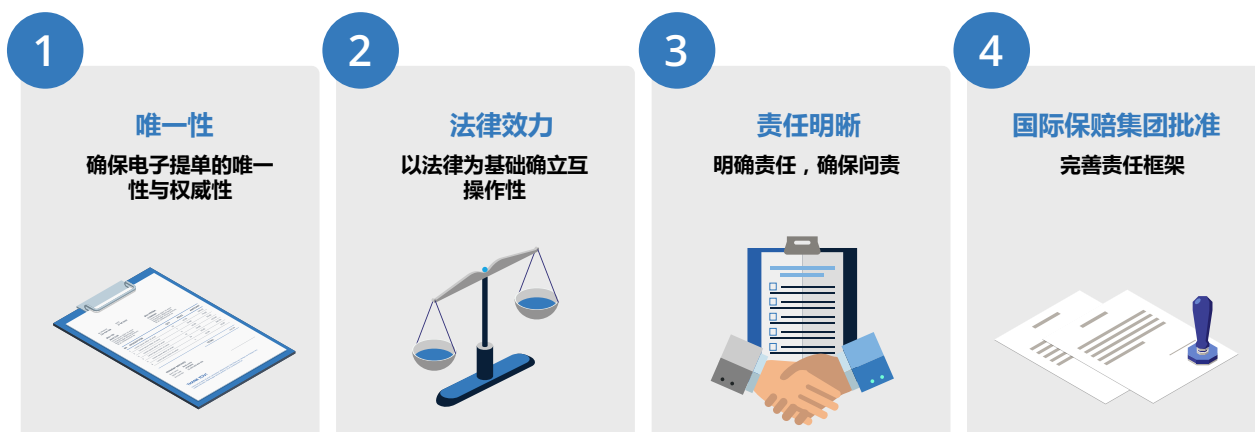 1
唯一性
确保电子提单的唯一
性与权威性
2
法律效力
以法律为基础确立互
操作性
3
责任明晰
明确责任，确保问责
4
国际保赔集团批准
完善责任框架